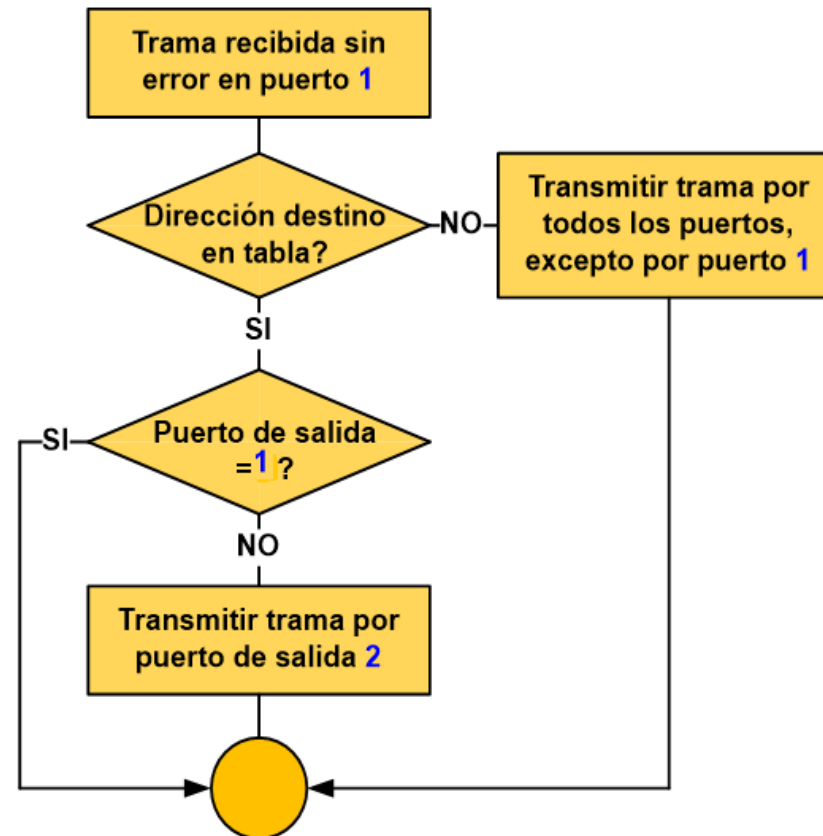 Trama recibida sin
error en puerto 1
Dirección destino
en tabla?
NO
Transmitir trama por
todos los puertos,
excepto por puerto 1
SI
Puerto de salida
=1?
SI
NO
Transmitir trama por
puerto de salida 2